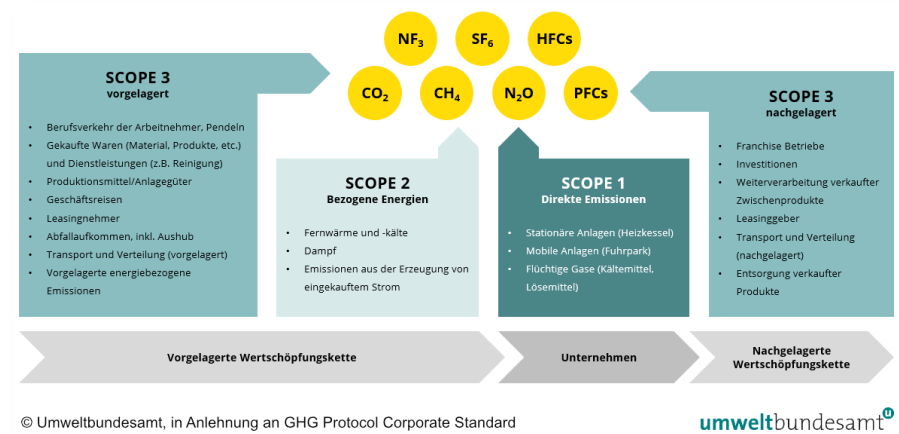 NF₃
SF₆
HFCs
CO₂
CH₄
N₂O
PFCs
SCOPE 3
vorgelagert
• Berufsverkehr der Arbeitnehmer, Pendeln
• Gekaufte Waren (Material, Produkte, etc.)
und Dienstleistungen (z.B. Reinigung)
• Produktionsmittel/Anlagegüter
• Geschäftsreisen
• Leasingnehmer
• Abfallaufkommen, inkl. Aushub
• Transport und Verteilung (vorgelagert)
• Vorgelagerte energiebezogene
Emissionen
SCOPE 2
Bezogene Energien
• Fernwärme und -kälte
• Dampf
• Emissionen aus der Erzeugung von
eingekauftem Strom
SCOPE 1
Direkte Emissionen
• Stationäre Anlagen (Heizkessel)
• Mobile Anlagen (Fuhrpark)
• Flüchtige Gase (Kältemittel,
Lösemittel)
SCOPE 3
nachgelagert
• Franchise Betriebe
• Investitionen
• Weiterverarbeitung verkaufter
Zwischenprodukte
• Leasinggeber
• Transport und Verteilung
(nachgelagert)
• Entsorgung verkaufter
Produkte
Vorgelagerte Wertschöpfungskette
Unternehmen
Nachgelagerte
Wertschöpfungskette
© Umweltbundesamt, in Anlehnung an GHG Protocol Corporate Standard
umweltbundesamt u